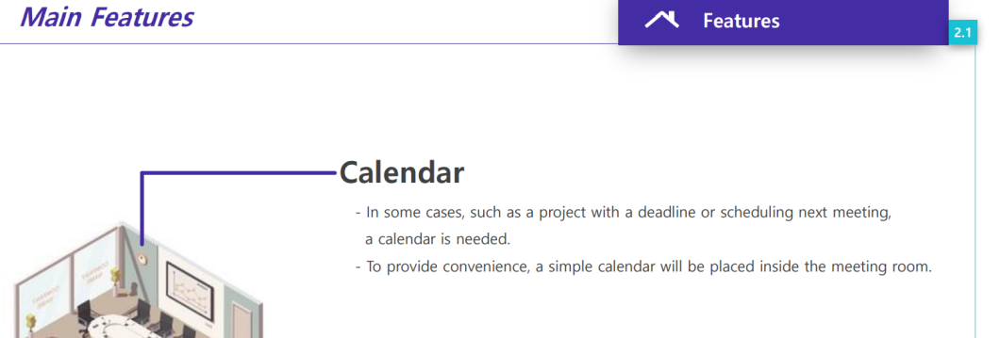 Main Features
Features
2.1
Calendar
- In some cases, such as a project with a deadline or scheduling next meeting,
a calendar is needed.
- To provide convenience, a simple calendar will be placed inside the meeting room.